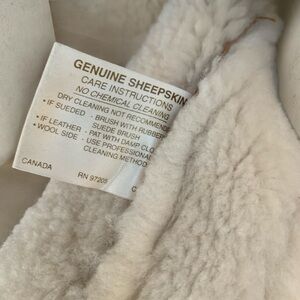 GENUINE SHEEPSKIN
CARE INSTRUCTIONS
NO CHEMICAL CLEANING
DRY CLEANING NOT RECOMMENDE
• IF SUEDED - BRUSH WITH RUBBER
SUEDE BRUSH
• IF LEATHER - PAT WITH DAMP CLO
• WOOL SIDE - USE PROFESSIONAL
CLEANING METHOD
CANADA RN 97205 C